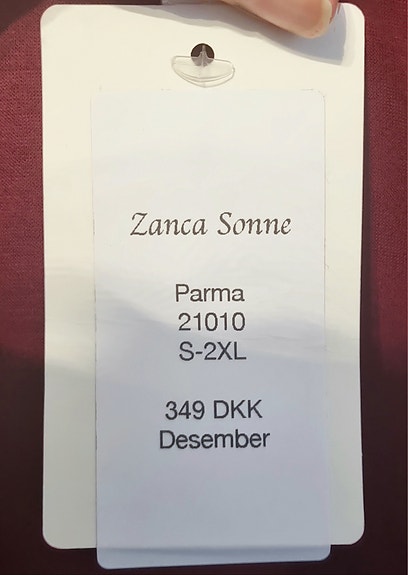 Zanca Sonne
Parma
21010
S-2XL
349 DKK
Desember